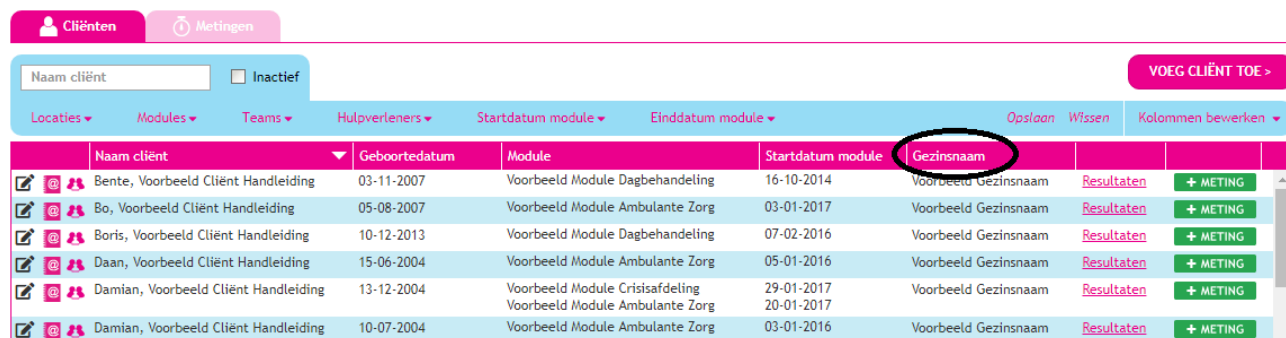 Cliënten Metingen
Naam cliënt Inactief VOEG CLIËNT TOE >
Locaties Modules Teams Hulpverleners Startdatum module Einddatum module Opslaan Wissen Kolommen bewerken
Naam cliënt Geboortedatum Module Startdatum module Gezinsnaam
Bente, Voorbeeld Cliënt Handleiding 03-11-2007 Voorbeeld Module Dagbehandeling 16-10-2014 Voorbeeld Gezinsnaam Resultaten + METING
Bo, Voorbeeld Cliënt Handleiding 05-08-2007 Voorbeeld Module Ambulante Zorg 03-01-2017 Voorbeeld Gezinsnaam Resultaten + METING
Boris, Voorbeeld Cliënt Handleiding 10-12-2013 Voorbeeld Module Dagbehandeling 07-02-2016 Voorbeeld Gezinsnaam Resultaten + METING
Daan, Voorbeeld Cliënt Handleiding 15-06-2004 Voorbeeld Module Ambulante Zorg 05-01-2016 Voorbeeld Gezinsnaam Resultaten + METING
Damian, Voorbeeld Cliënt Handleiding 13-12-2004 Voorbeeld Module Crisisafdeling 29-01-2017 Voorbeeld Gezinsnaam Resultaten + METING
Voorbeeld Module Ambulante Zorg 20-01-2017
Damian, Voorbeeld Cliënt Handleiding 10-07-2004 Voorbeeld Module Ambulante Zorg 03-01-2016 Voorbeeld Gezinsnaam Resultaten + METING